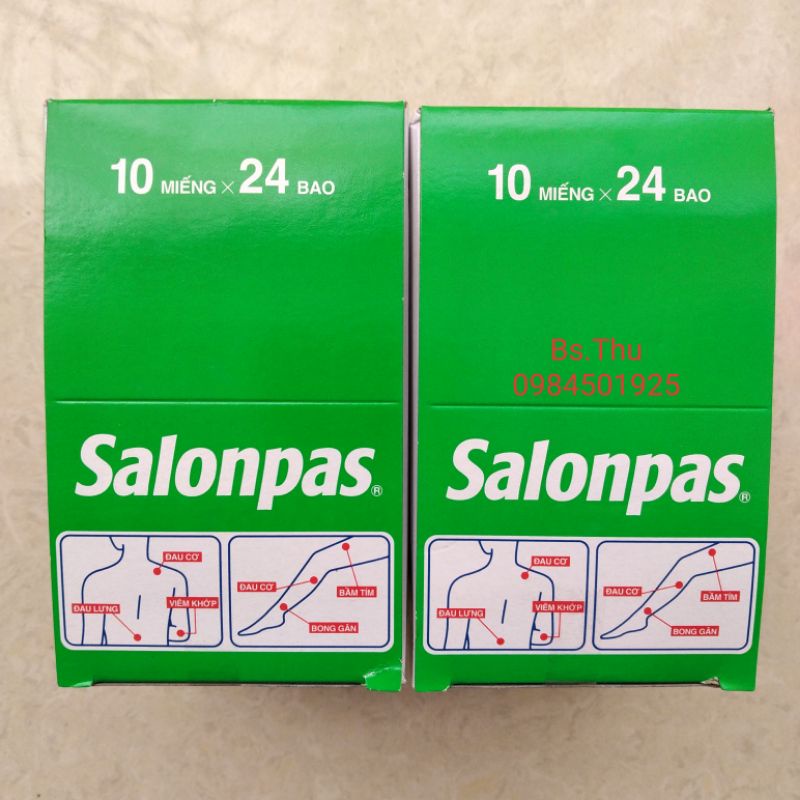 10 MIẾNG × 24 BAO
Salonpas®
ĐAU CƠ
ĐAU LƯNG
VIÊM KHỚP
ĐAU CƠ
BẦM TÍM
BONG GÂN
10 MIẾNG × 24 BAO
Bs.Thu
0984501925
Salonpas®
ĐAU CƠ
ĐAU LƯNG
VIÊM KHỚP
ĐAU CƠ
BẦM TÍM
BONG GÂN